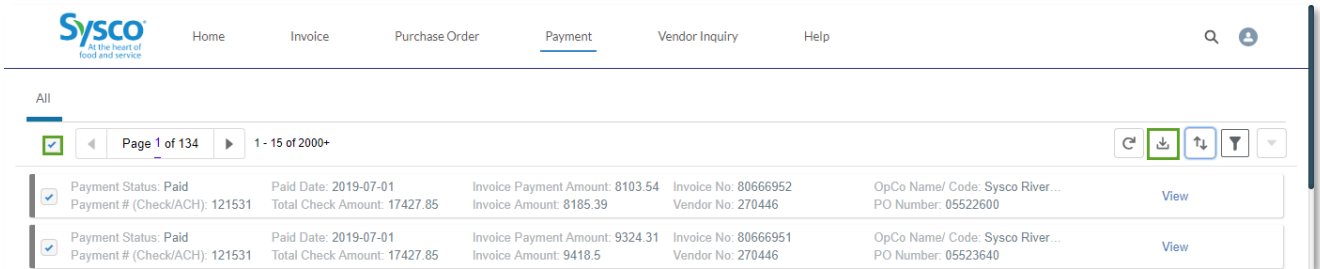 Sysco
At the heart of
food and service
Home Invoice Purchase Order Payment Vendor Inquiry Help
All
Page 1 of 134 1 - 15 of 2000+
Payment Status: Paid Paid Date: 2019-07-01 Invoice Payment Amount: 8103.54 Invoice No: 80666952 OpCo Name/ Code: Sysco River... View
Payment # (Check/ACH): 121531 Total Check Amount: 17427.85 Invoice Amount: 8185.39 Vendor No: 270446 PO Number: 05522600
Payment Status: Paid Paid Date: 2019-07-01 Invoice Payment Amount: 9324.31 Invoice No: 80666951 OpCo Name/ Code: Sysco River... View
Payment # (Check/ACH): 121531 Total Check Amount: 17427.85 Invoice Amount: 9418.5 Vendor No: 270446 PO Number: 05523640